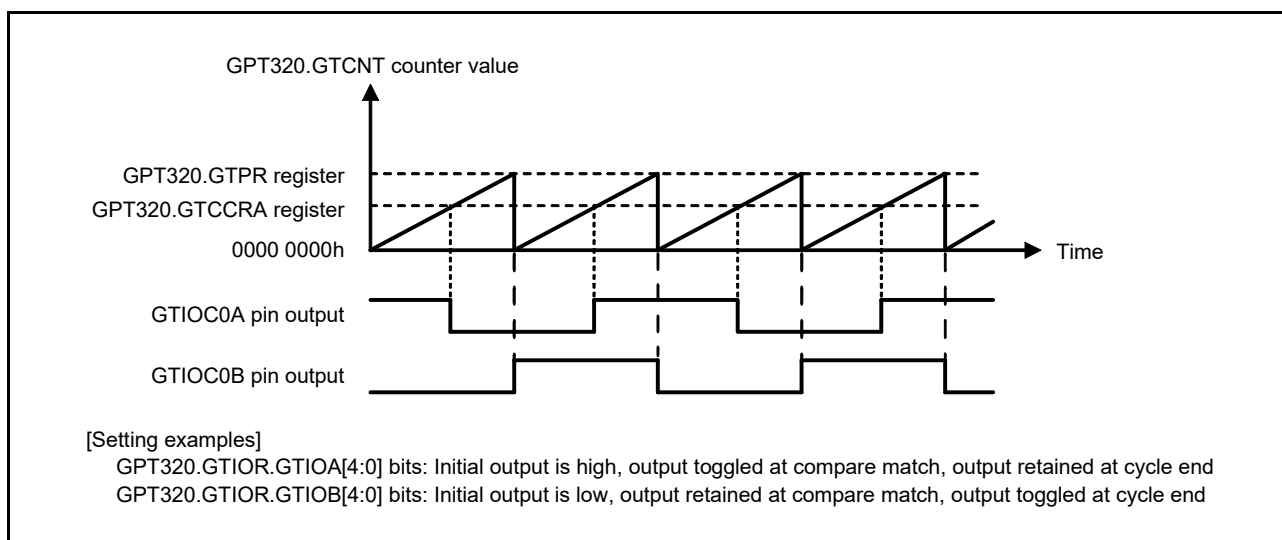 GPT320.GTCNT counter value
GPT320.GTPR register
GPT320.GTCCRA register
0000 0000h
Time
GTIOC0A pin output
GTIOC0B pin output
[Setting examples]
GPT320.GTIOR.GTIOA[4:0] bits: Initial output is high, output toggled at compare match, output retained at cycle end
GPT320.GTIOR.GTIOB[4:0] bits: Initial output is low, output retained at compare match, output toggled at cycle end